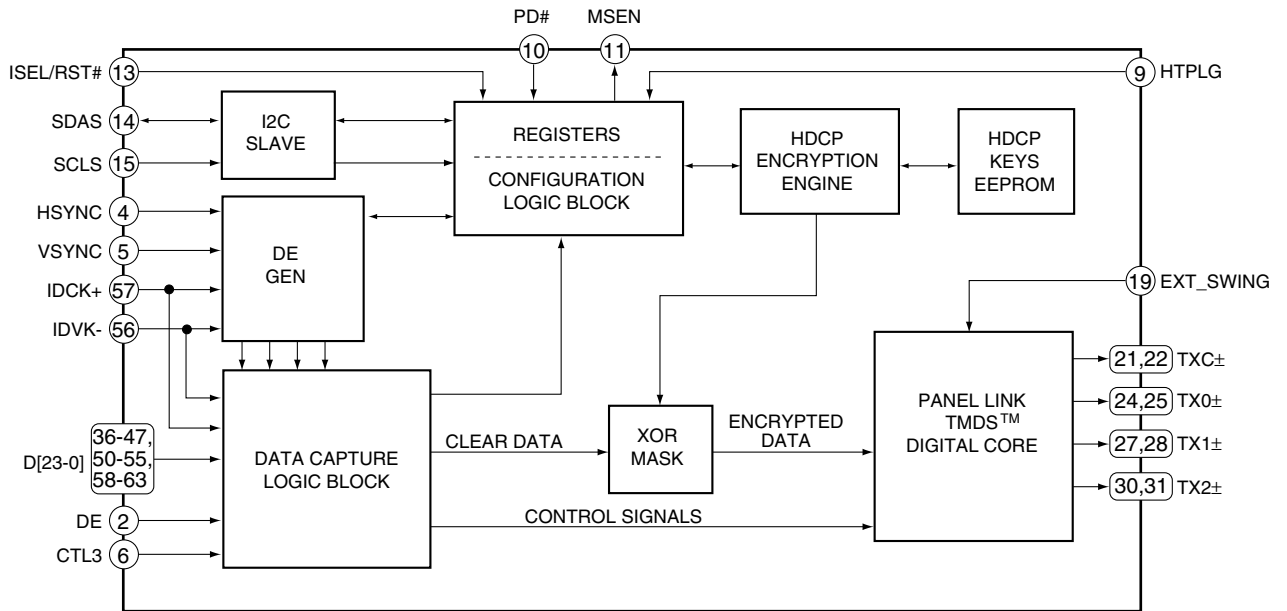 PD#
MSEN
10
11
ISEL/RST#
13
9
HTPLG
SDAS
14
I2C
SLAVE
REGISTERS
CONFIGURATION
LOGIC BLOCK
HDCP
ENCRYPTION
ENGINE
HDCP
KEYS
EEPROM
SCLS
15
HSYNC
4
VSYNC
5
DE
GEN
IDCK+
57
IDVK-
56
19
EXT_SWING
21,22
TXC±
24,25
TX0±
27,28
TX1±
30,31
TX2±
PANEL LINK
TMDS™
DIGITAL CORE
D[23-0]
36-47,
50-55,
58-63
DATA CAPTURE
LOGIC BLOCK
CLEAR DATA
XOR
MASK
ENCRYPTED
DATA
DE
2
CONTROL SIGNALS
CTL3
6